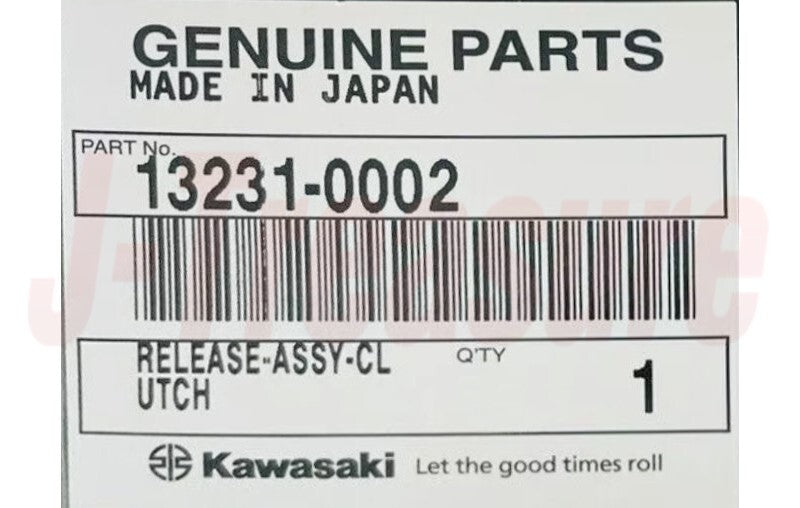 GENUINE PARTS
MADE IN JAPAN
PART No.
13231-0002
RELEASE-ASSY-CL
UTCH
Q'TY
1
Kawasaki Let the good times roll
J-Treasure